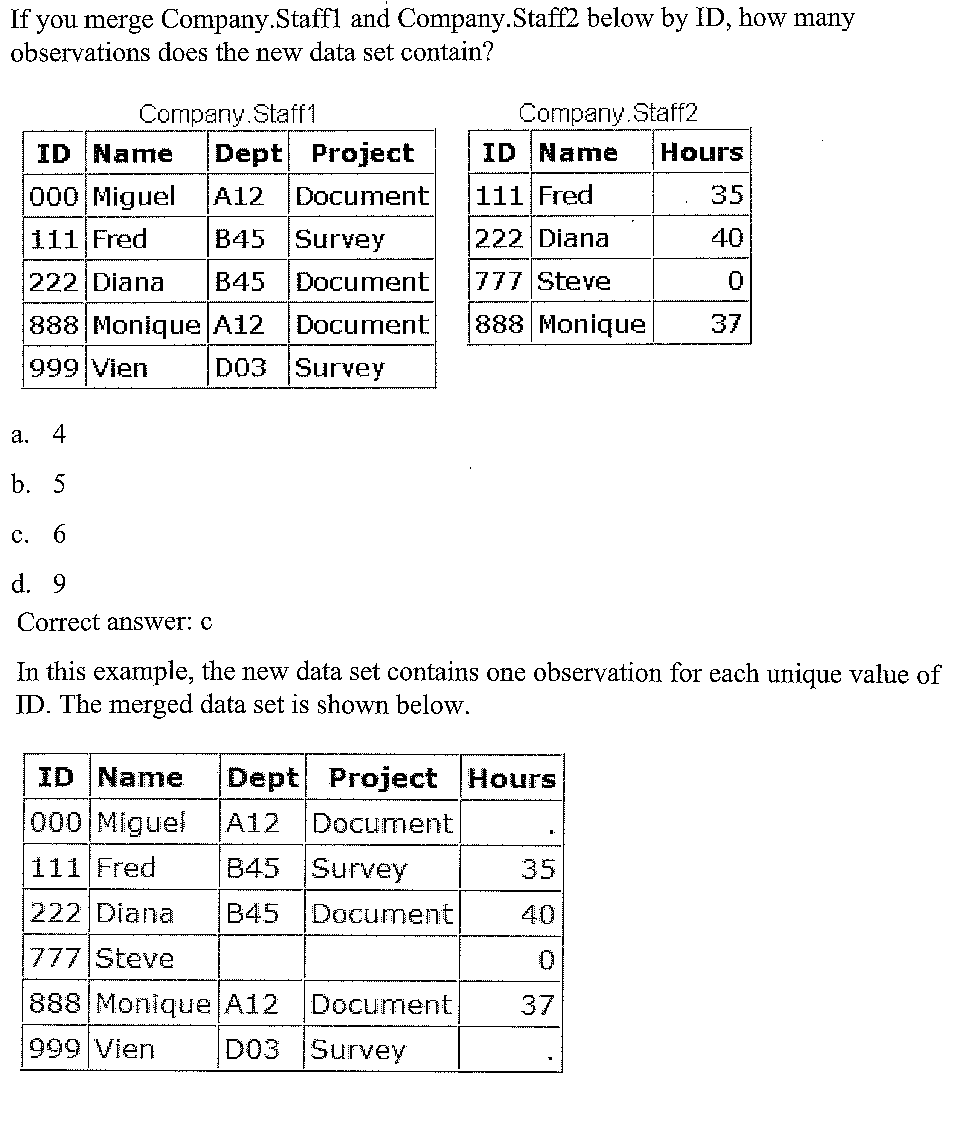 If you merge Company.Staff1 and Company.Staff2 below by ID, how many
observations does the new data set contain?
Company.Staff1
ID Name Dept Project
000 Miguel A12 Document
111 Fred B45 Survey
222 Diana B45 Document
888 Monique A12 Document
999 Vien D03 Survey
Company.Staff2
ID Name Hours
111 Fred 35
222 Diana 40
777 Steve 0
888 Monique 37
a. 4
b. 5
c. 6
d. 9
Correct answer: c
In this example, the new data set contains one observation for each unique value of
ID. The merged data set is shown below.
ID Name Dept Project Hours
000 Miguel A12 Document .
111 Fred B45 Survey 35
222 Diana B45 Document 40
777 Steve 0
888 Monique A12 Document 37
999 Vien D03 Survey .